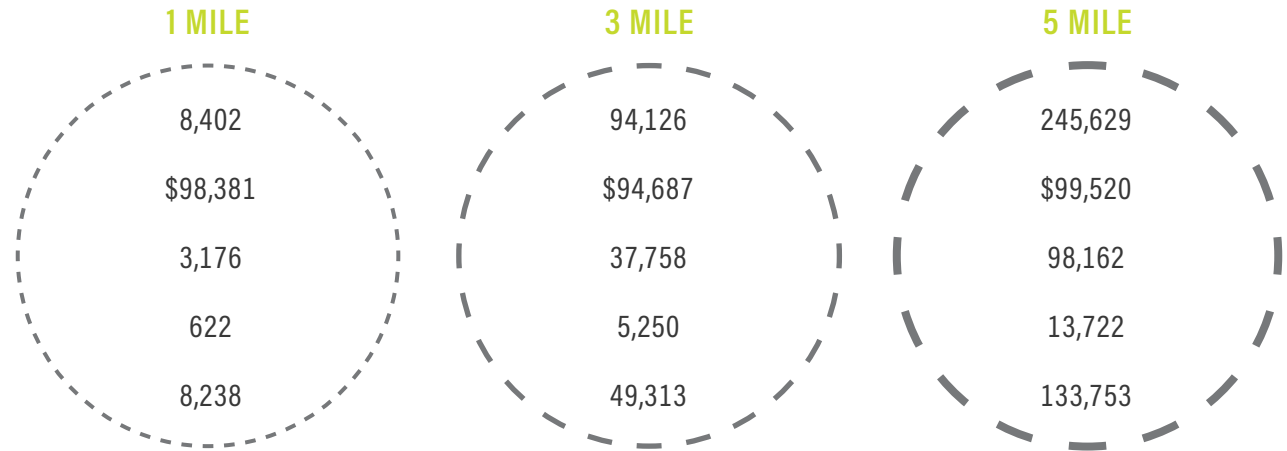 1 MILE 3 MILE 5 MILE
8,402 94,126 245,629
$98,381 $94,687 $99,520
3,176 37,758 98,162
622 5,250 13,722
8,238 49,313 133,753